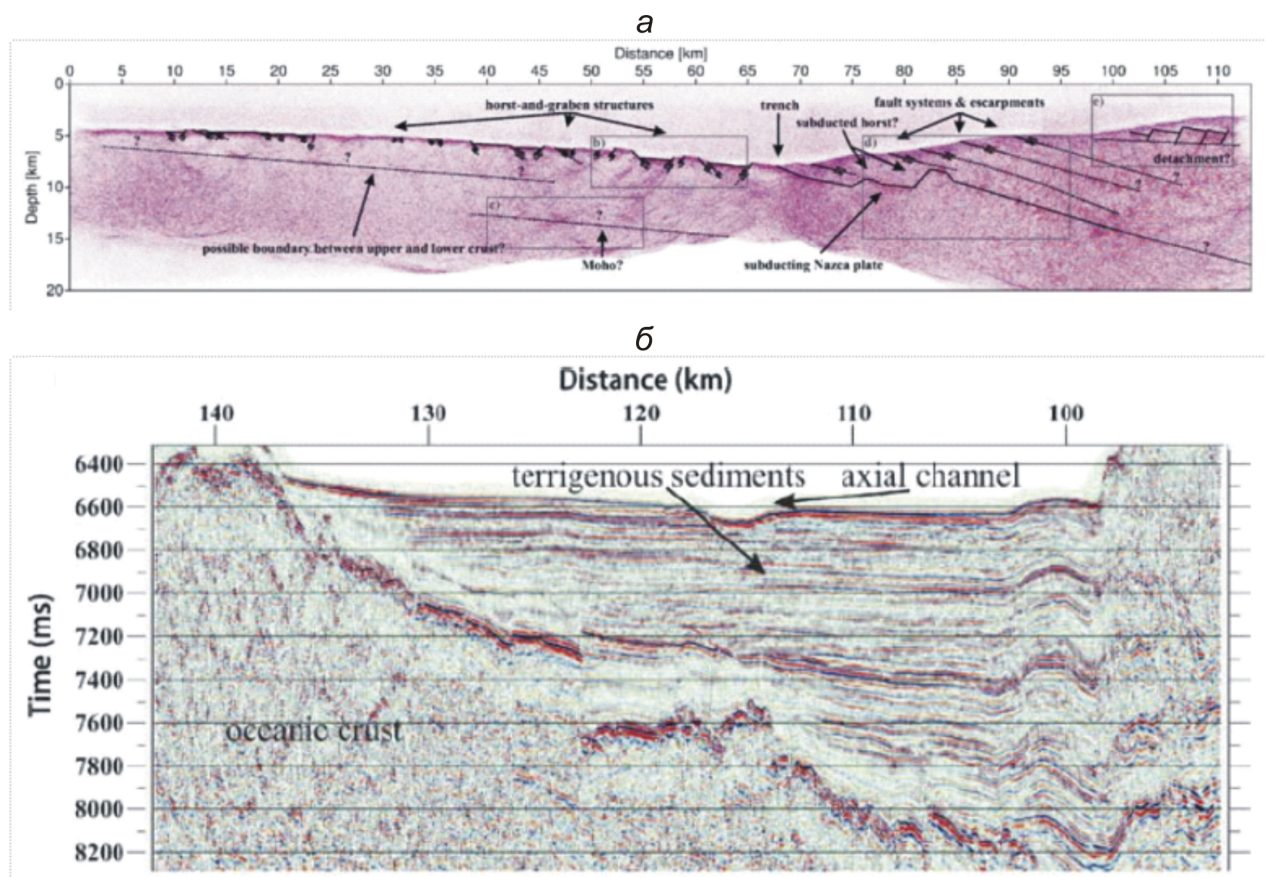 а
Distance [km]
0 5 10 15 20 25 30 35 40 45 50 55 60 65 70 75 80 85 90 95 100 105 110
0
5
10
15
20
Depth [km]
horst-and-graben structures
trench
fault systems & escarpments
subducted horst?
e)
b)
d)
detachment?
?
?
?
c)
?
?
?
?
possible boundary between upper and lower crust?
Moho?
subducting Nazca plate
б
Distance (km)
140 130 120 110 100
6400
6600
6800
7000
7200
7400
7600
7800
8000
8200
Time (ms)
terrigenous sediments
axial channel
oceanic crust